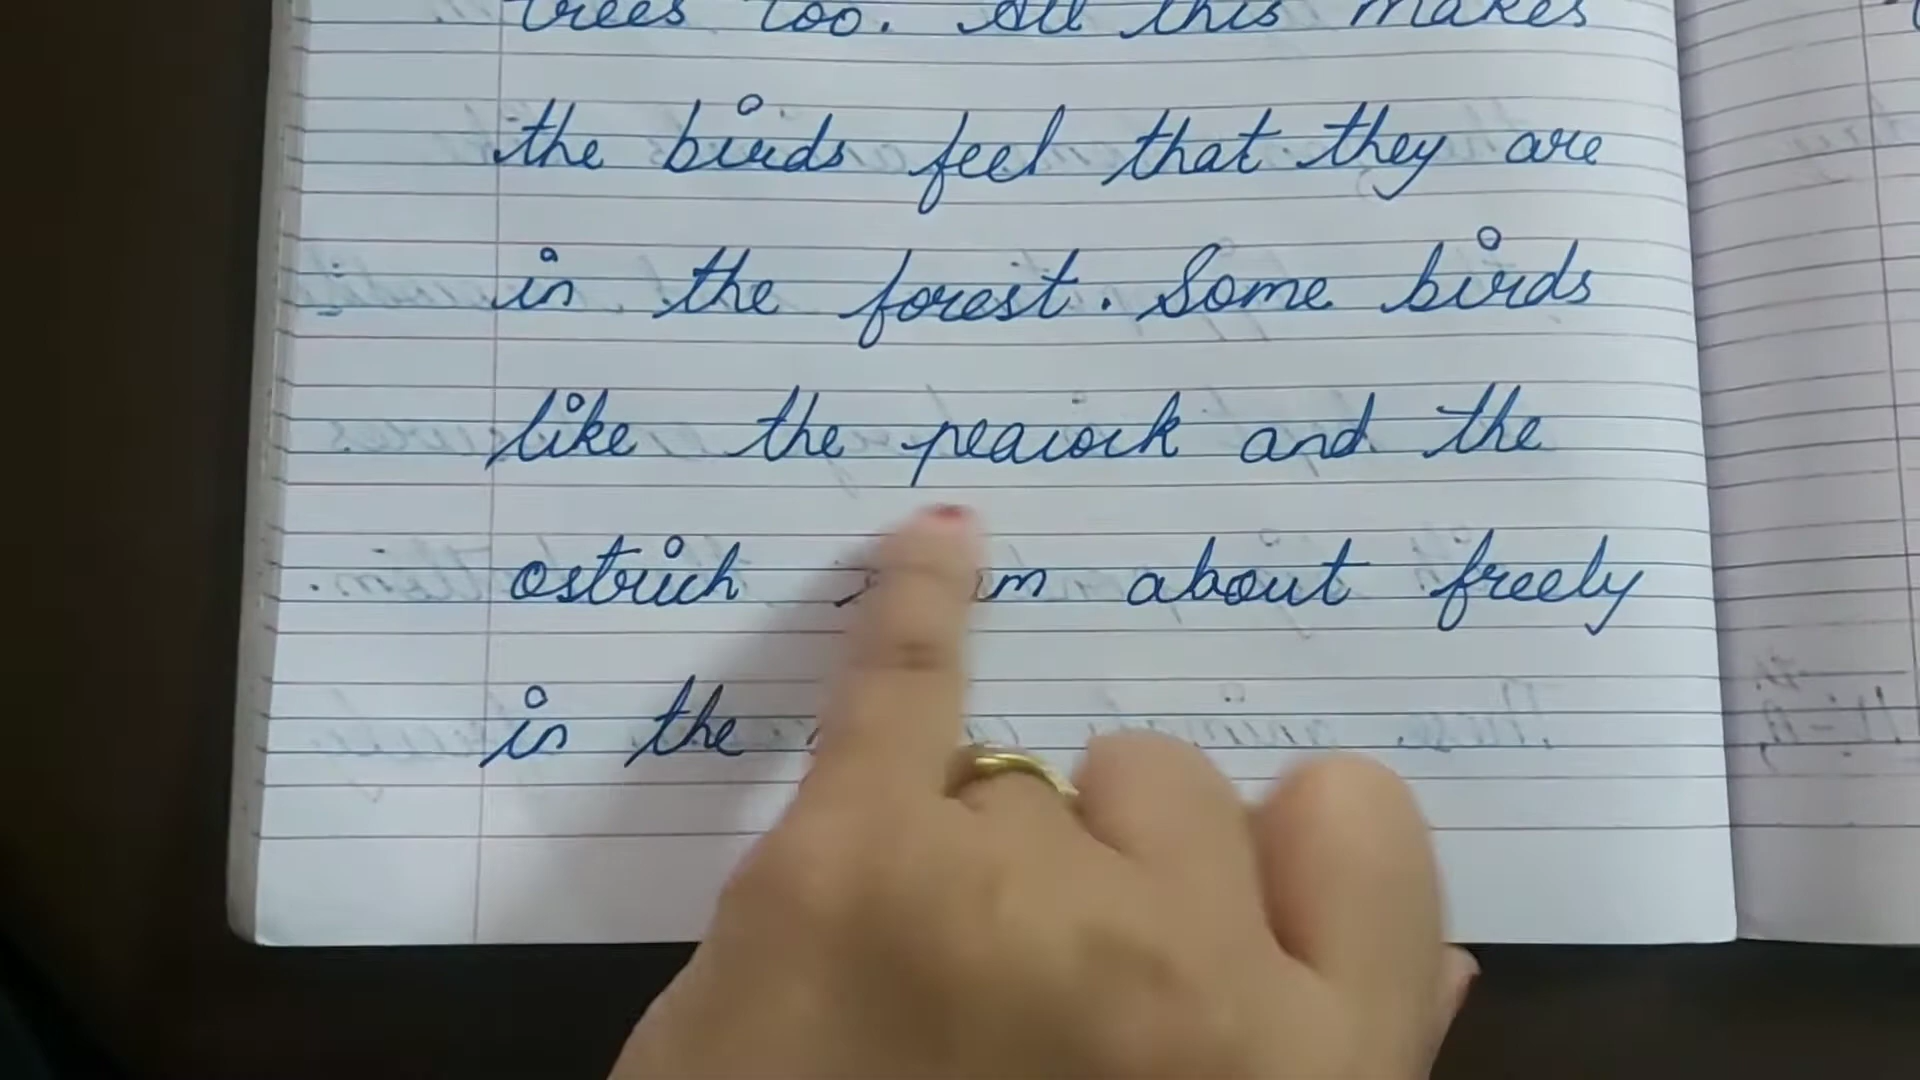 trees too. All this makes
the birds feel that they are
in the forest. Some birds
like the peacock and the
ostrich about freely
in the